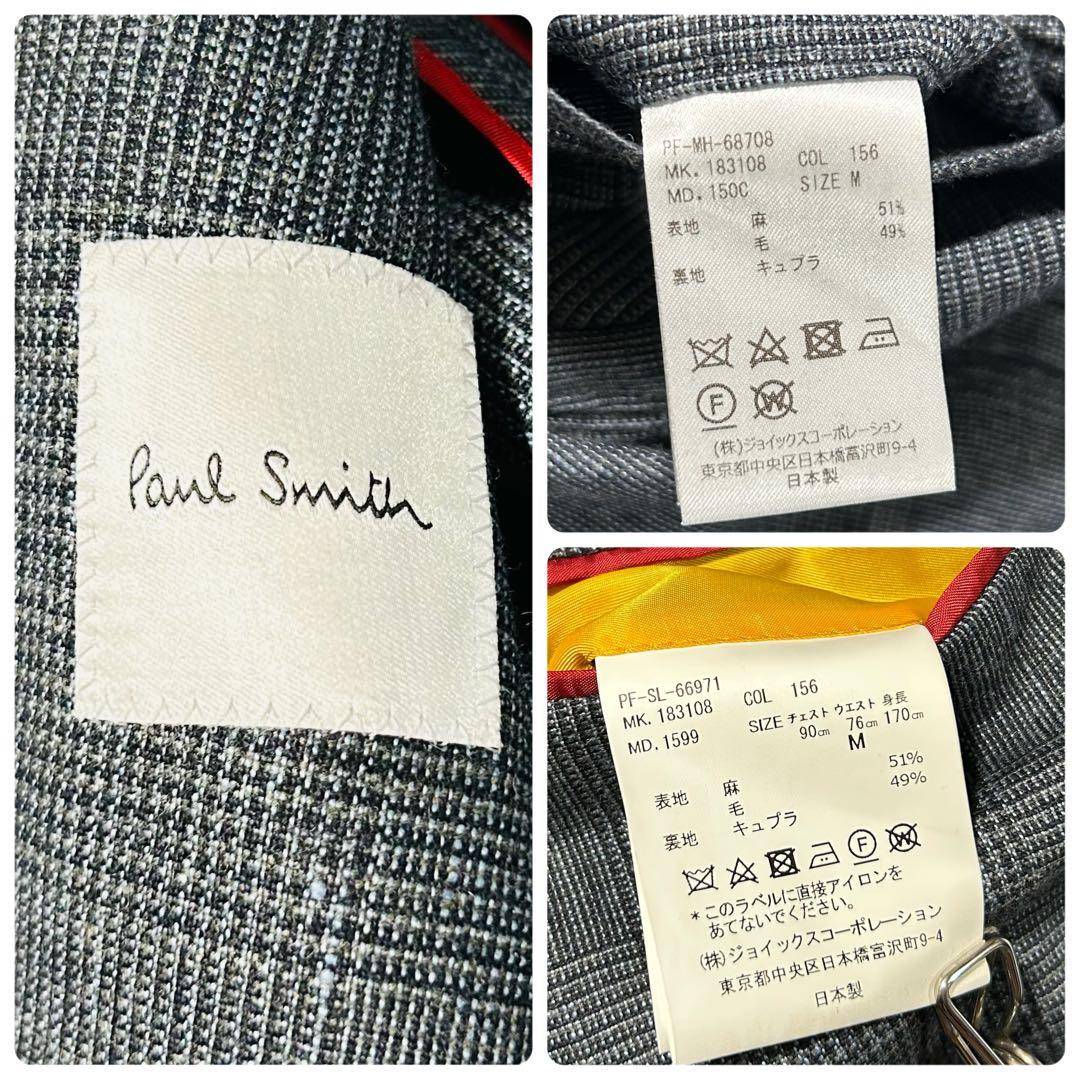 Paul Smith
PF-MH-68708
MK. 183108 COL 156
MD. 150C SIZE M
表地 麻 51%
毛 49%
裏地 キュプラ
F W
(株)ジョイックスコーポレーション
東京都中央区日本橋富沢町9-4
日本製
PF-SL-66971 COL 156
MK. 183108 SIZE チェスト ウエスト 身長
MD. 1599 90㎝ 76㎝ 170㎝
M
表地 麻 51%
毛 49%
裏地 キュプラ
F W
*このラベルに直接アイロンを
あてないでください。
(株)ジョイックスコーポレーション
東京都中央区日本橋富沢町9-4
日本製